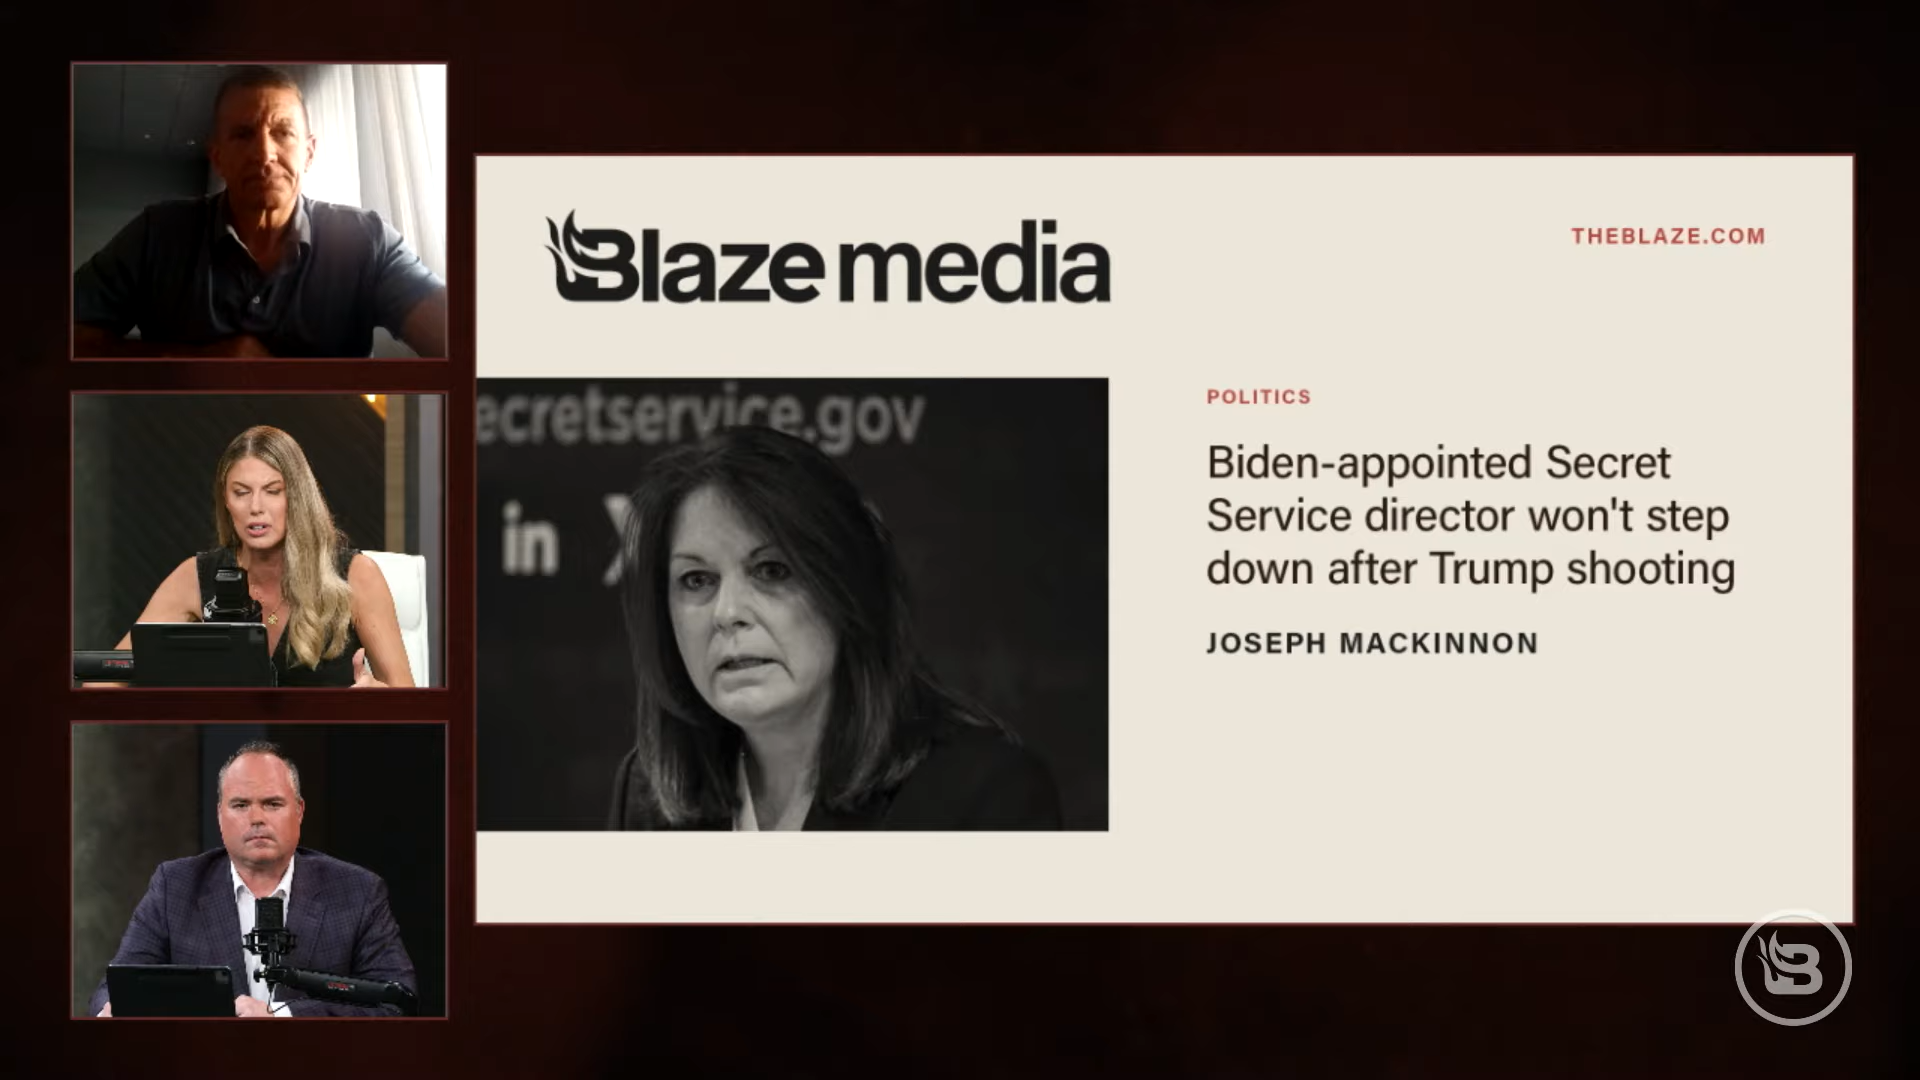 Blaze media
THEBLAZE.COM
ecretservice.gov
in X
POLITICS
Biden-appointed Secret
Service director won't step
down after Trump shooting
JOSEPH MACKINNON
B